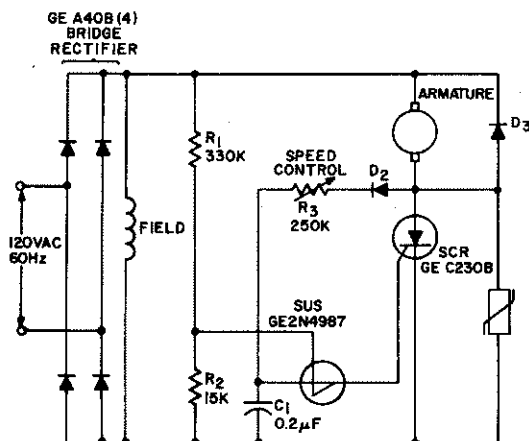 GE A40B(4)
BRIDGE
RECTIFIER
ARMATURE
D3
R1
330K
SPEED
CONTROL
D2
R3
250K
FIELD
120VAC
60Hz
SCR
GE C230B
SUS
GE2N4987
R2
15K
C1
0.2µF